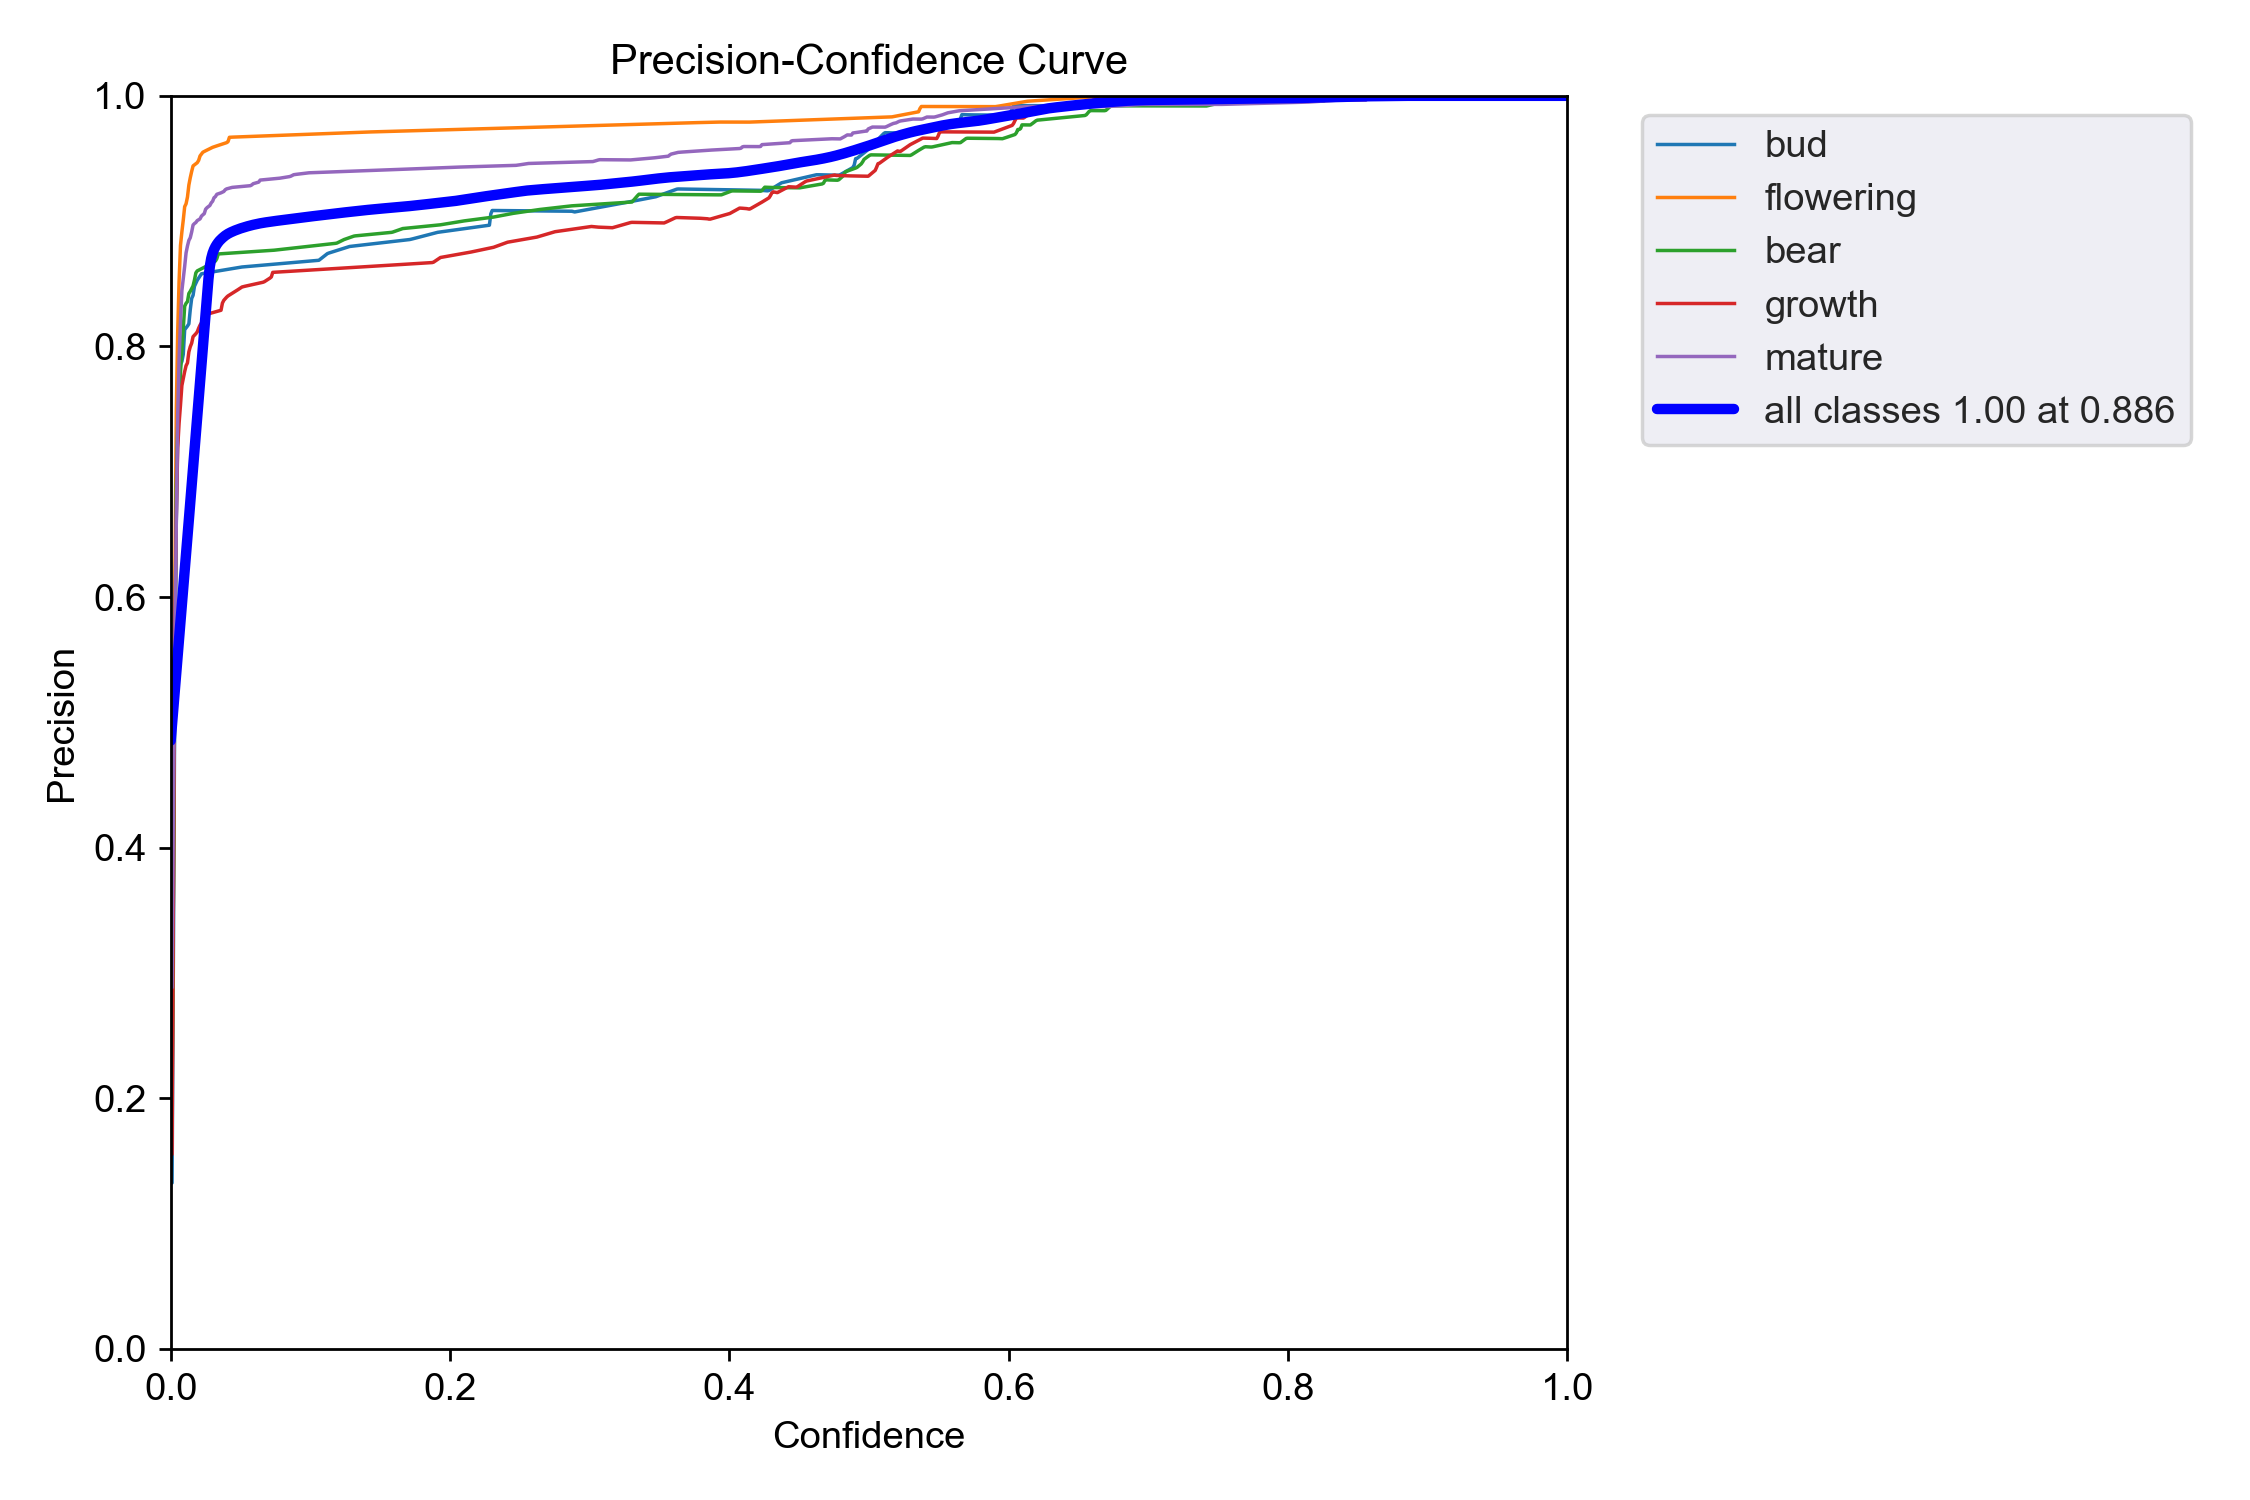 Precision-Confidence Curve
1.0
0.8
0.6
0.4
0.2
0.0
Precision
0.0 0.2 0.4 0.6 0.8 1.0
Confidence
bud
flowering
bear
growth
mature
all classes 1.00 at 0.886